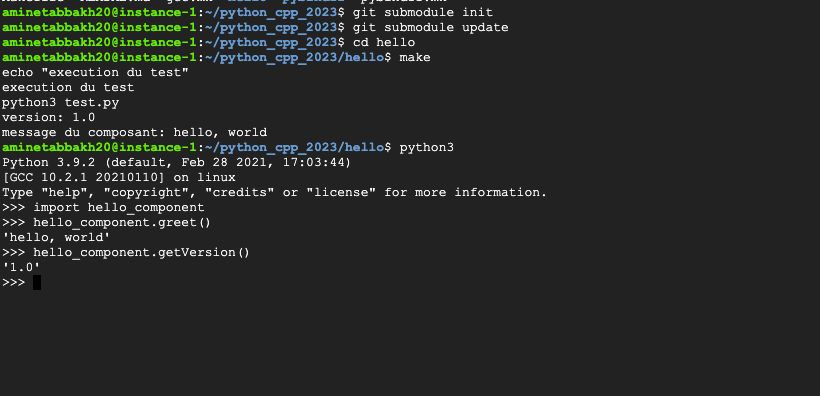 aminetabbakh20@instance-1:~/python_cpp_2023$ git submodule init
aminetabbakh20@instance-1:~/python_cpp_2023$ git submodule update
aminetabbakh20@instance-1:~/python_cpp_2023$ cd hello
aminetabbakh20@instance-1:~/python_cpp_2023/hello$ make
echo "execution du test"
execution du test
python3 test.py
version: 1.0
message du composant: hello, world
aminetabbakh20@instance-1:~/python_cpp_2023/hello$ python3
Python 3.9.2 (default, Feb 28 2021, 17:03:44)
[GCC 10.2.1 20210110] on linux
Type "help", "copyright", "credits" or "license" for more information.
>>> import hello_component
>>> hello_component.greet()
'hello, world'
>>> hello_component.getVersion()
'1.0'
>>>